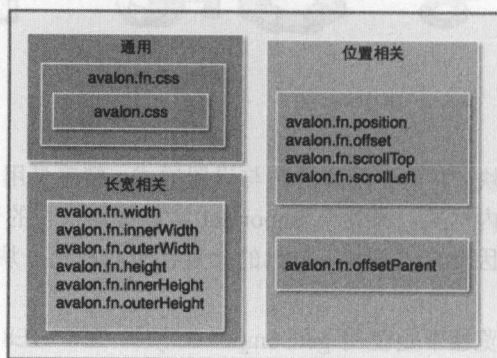 通用
avalon.fn.css
avalon.css
长宽相关
avalon.fn.width
avalon.fn.innerWidth
avalon.fn.outerWidth
avalon.fn.height
avalon.fn.innerHeight
avalon.fn.outerHeight
位置相关
avalon.fn.position
avalon.fn.offset
avalon.fn.scrollTop
avalon.fn.scrollLeft
avalon.fn.offsetParent